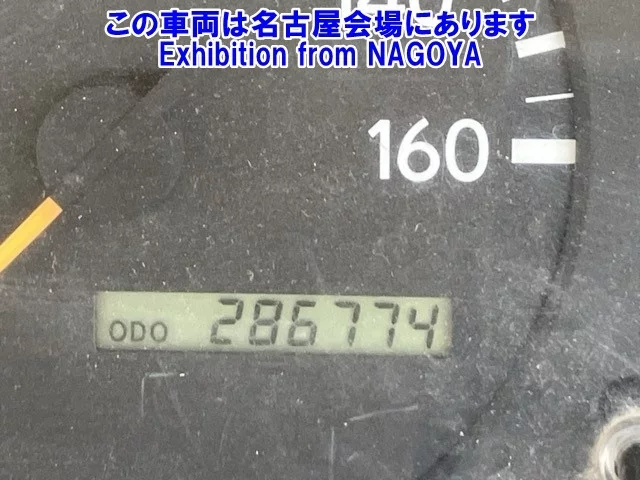 この車両は名古屋会場にあります
Exhibition from NAGOYA
140
160
ODO 286774